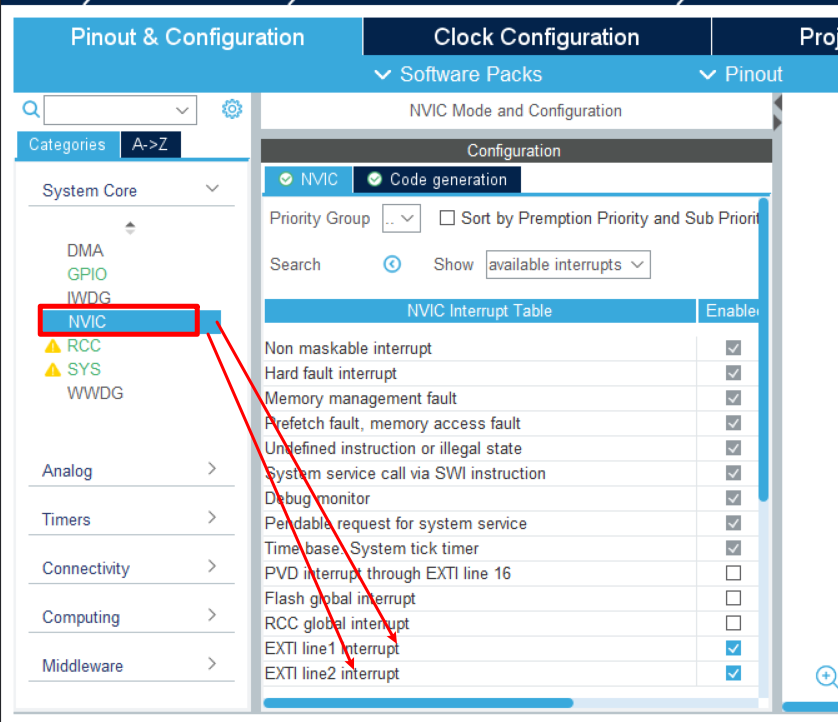 Pinout & Configuration
Clock Configuration
Proj
Software Packs
Pinout
NVIC Mode and Configuration
Categories
A->Z
Configuration
System Core
DMA
GPIO
IWDG
NVIC
RCC
SYS
WWDG
Analog
Timers
Connectivity
Computing
Middleware
NVIC
Code generation
Priority Group
..
Sort by Premption Priority and Sub Priorit
Search
Show
available interrupts
NVIC Interrupt Table
Enable
Non maskable interrupt
Hard fault interrupt
Memory management fault
Prefetch fault, memory access fault
Undefined instruction or illegal state
System service call via SWI instruction
Debug monitor
Pendable request for system service
Time base: System tick timer
PVD interrupt through EXTI line 16
Flash global interrupt
RCC global interrupt
EXTI line1 interrupt
EXTI line2 interrupt